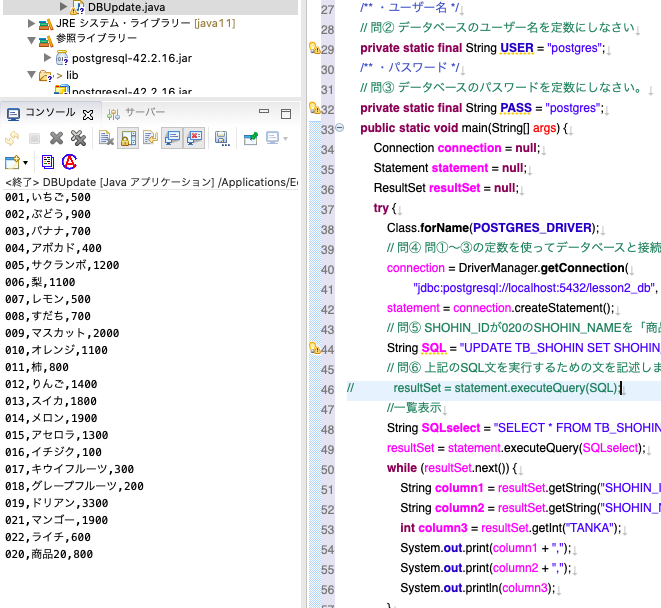 DBUpdate.java
JRE システム・ライブラリー [java11]
参照ライブラリー
postgresql-42.2.16.jar
> lib
postgresql-42.2.16.jar
コンソール
サーバー
<終了> DBUpdate [Java アプリケーション] /Applications/Ec
001,いちご,500
002,ぶどう,900
003,バナナ,700
004,アボカド,400
005,サクランボ,1200
006,梨,1100
007,レモン,500
008,すだち,700
009,マスカット,2000
010,オレンジ,1100
011,柿,800
012,りんご,1400
013,スイカ,1800
014,メロン,1900
015,アセロラ,1300
016,イチジク,100
017,キウイフルーツ,300
018,グレープフルーツ,200
019,ドリアン,3300
021,マンゴー,1900
022,ライチ,600
020,商品20,800
27 /** ・ユーザー名 */
28 // 問② データベースのユーザー名を定数にしなさい
29 private static final String USER = "postgres";
30 /** ・パスワード */
31 // 問③ データベースのパスワードを定数にしなさい。
32 private static final String PASS = "postgres";
33 public static void main(String[] args) {
34 Connection connection = null;
35 Statement statement = null;
36 ResultSet resultSet = null;
37 try {
38 Class.forName(POSTGRES_DRIVER);
39 // 問④ 問①〜③の定数を使ってデータベースと接続
40 connection = DriverManager.getConnection(
41 "jdbc:postgresql://localhost:5432/lesson2_db",
42 statement = connection.createStatement();
43 // 問⑤ SHOHIN_IDが020のSHOHIN_NAMEを「商品
44 String SQL = "UPDATE TB_SHOHIN SET SHOHIN_
45 // 問⑥ 上記のSQL文を実行するための文を記述しま
46 // resultSet = statement.executeQuery(SQL);
47 //一覧表示
48 String SQLselect = "SELECT * FROM TB_SHOHIN
49 resultSet = statement.executeQuery(SQLselect);
50 while (resultSet.next()) {
51 String column1 = resultSet.getString("SHOHIN_I
52 String column2 = resultSet.getString("SHOHIN_N
53 int column3 = resultSet.getInt("TANKA");
54 System.out.print(column1 + ",");
55 System.out.print(column2 + ",");
56 System.out.println(column3);
57 }